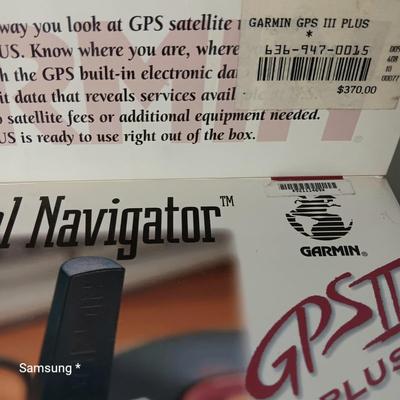 way you look at GPS satellite
US. Know where you are, where
h the GPS built-in electronic
it data that reveals services
o satellite fees or additional equipment needed.
US is ready to use right out of the box.
GARMIN GPS III PLUS
*
636-947-0015
$370.00
00077
Navigator™
GARMIN
GPS III
PLUS
Samsung *